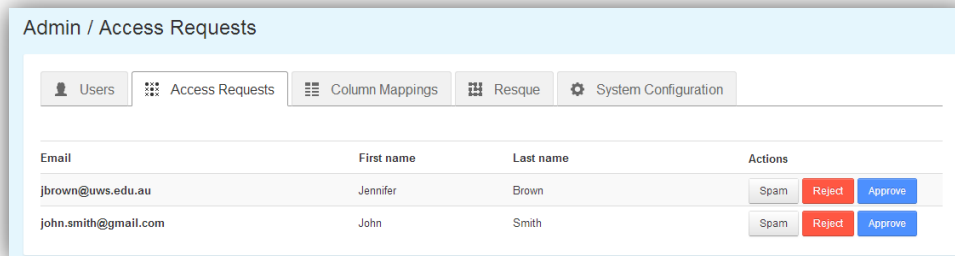 Admin / Access Requests
Users Access Requests Column Mappings Resque System Configuration
Email First name Last name Actions
jbrown@uws.edu.au Jennifer Brown Spam Reject Approve
john.smith@gmail.com John Smith Spam Reject Approve